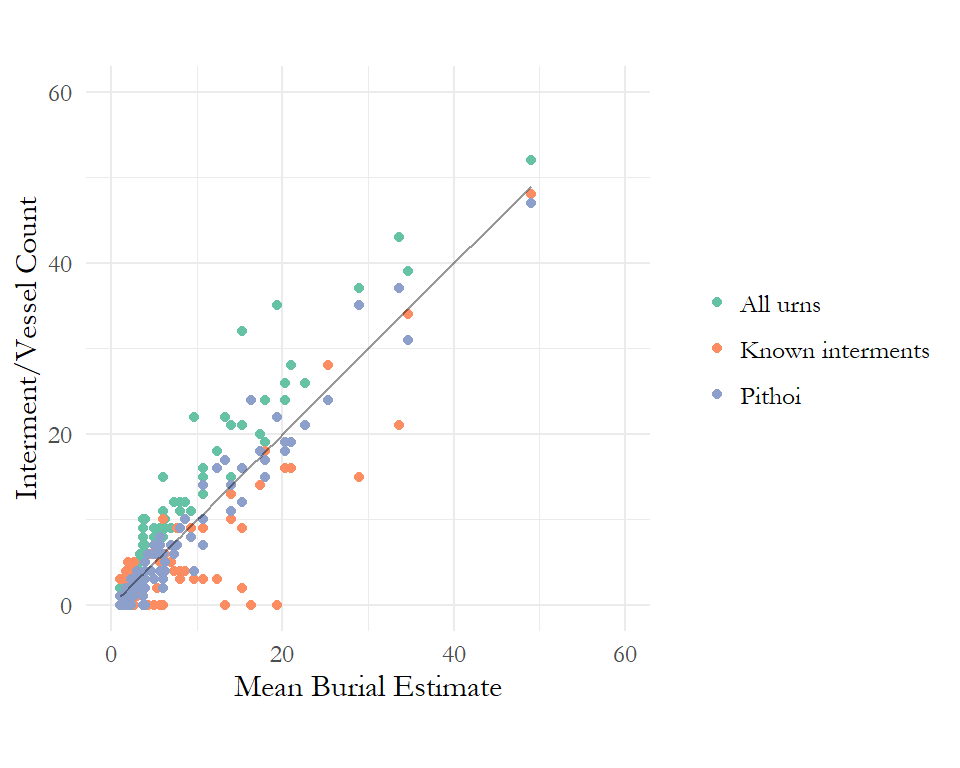 60
40
20
0
Interment/Vessel Count
0 20 40 60
Mean Burial Estimate
All urns
Known interments
Pithoi